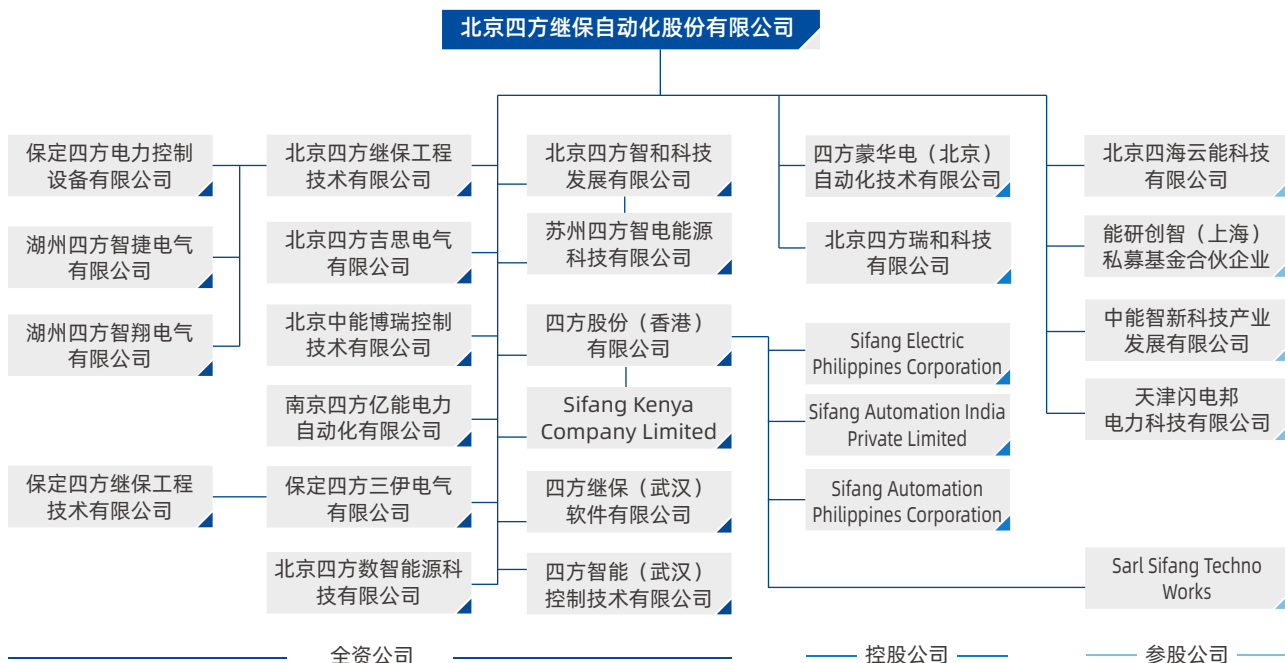 北京四方继保自动化股份有限公司
保定四方电力控制
设备有限公司
湖州四方智捷电气
有限公司
湖州四方智翔电气
有限公司
保定四方继保工程
技术有限公司
北京四方继保工程
技术有限公司
北京四方吉思电气
有限公司
北京中能博瑞控制
技术有限公司
南京四方亿能电力
自动化有限公司
保定四方三伊电气
有限公司
北京四方数智能源科
技有限公司
北京四方智和科技
发展有限公司
苏州四方智电能源
科技有限公司
四方股份（香港）
有限公司
Sifang Kenya
Company Limited
四方继保（武汉）
软件有限公司
四方智能（武汉）
控制技术有限公司
四方蒙华电（北京）
自动化技术有限公司
北京四方瑞和科技
有限公司
Sifang Electric
Philippines Corporation
Sifang Automation India
Private Limited
Sifang Automation
Philippines Corporation
北京四海云能科技
有限公司
能研创智（上海）
私募基金合伙企业
中能智新科技产业
发展有限公司
天津闪电邦
电力科技有限公司
Sarl Sifang Techno
Works
全资公司
控股公司
参股公司